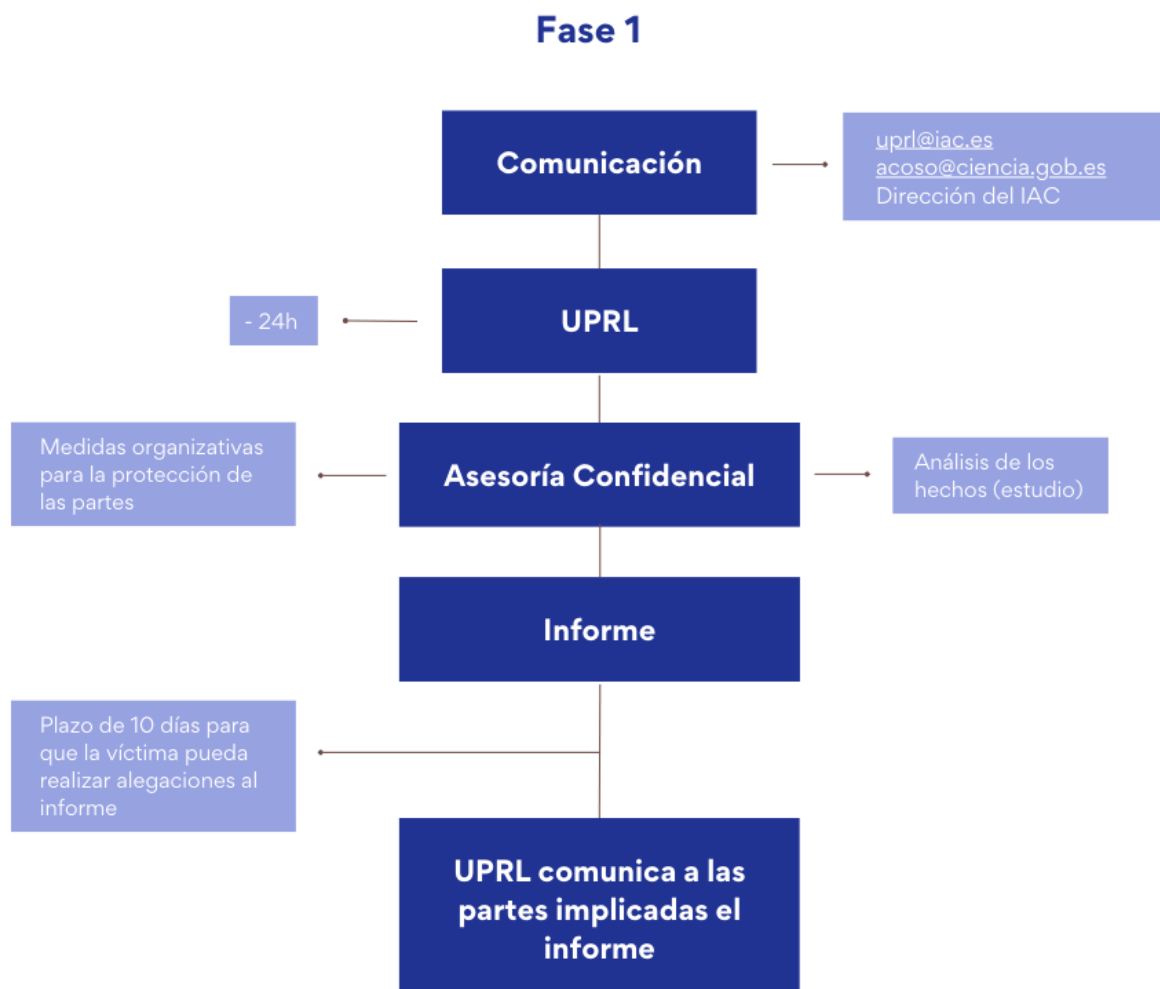 Fase 1
Comunicación
uprl@iac.es
acoso@ciencia.gob.es
Dirección del IAC
- 24h
UPRL
Medidas organizativas
para la protección de
las partes
Asesoría Confidencial
Análisis de los
hechos (estudio)
Informe
Plazo de 10 días para
que la víctima pueda
realizar alegaciones al
informe
UPRL comunica a las
partes implicadas el
informe